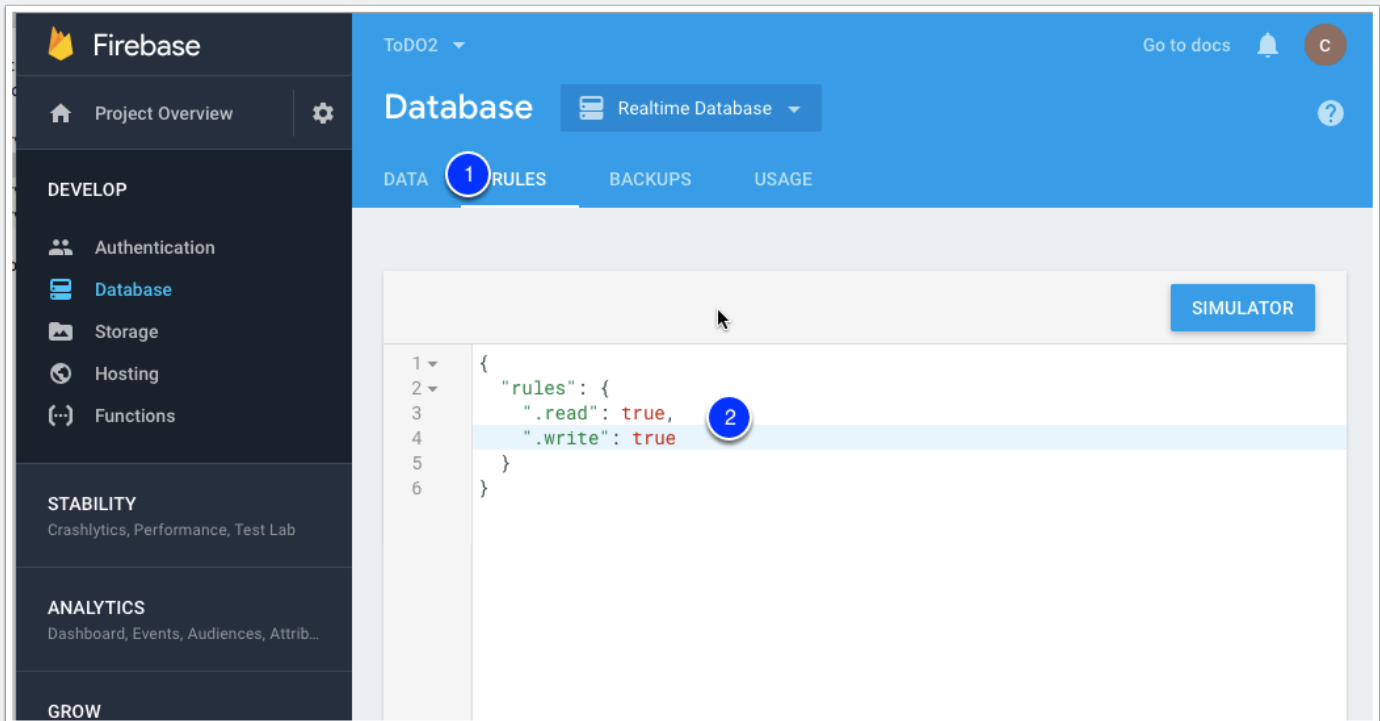 Firebase
ToDO2
Go to docs
C
Project Overview
Database
Realtime Database
?
DATA
1
RULES
BACKUPS
USAGE
DEVELOP
Authentication
Database
Storage
Hosting
Functions
STABILITY
Crashlytics, Performance, Test Lab
ANALYTICS
Dashboard, Events, Audiences, Attrib...
GROW
SIMULATOR
1 {
2 "rules": {
3 ".read": true,
2
4 ".write": true
5 }
6 }